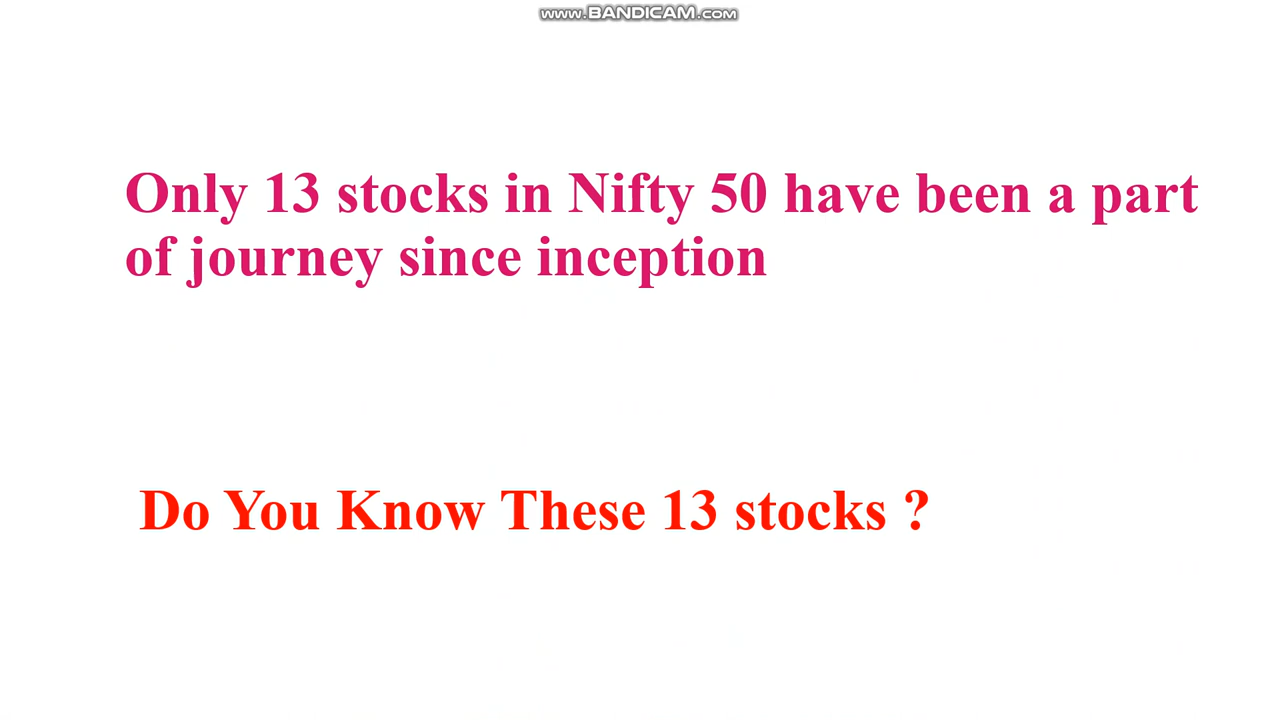 www.BANDICAM.com
Only 13 stocks in Nifty 50 have been a part
of journey since inception
Do You Know These 13 stocks ?